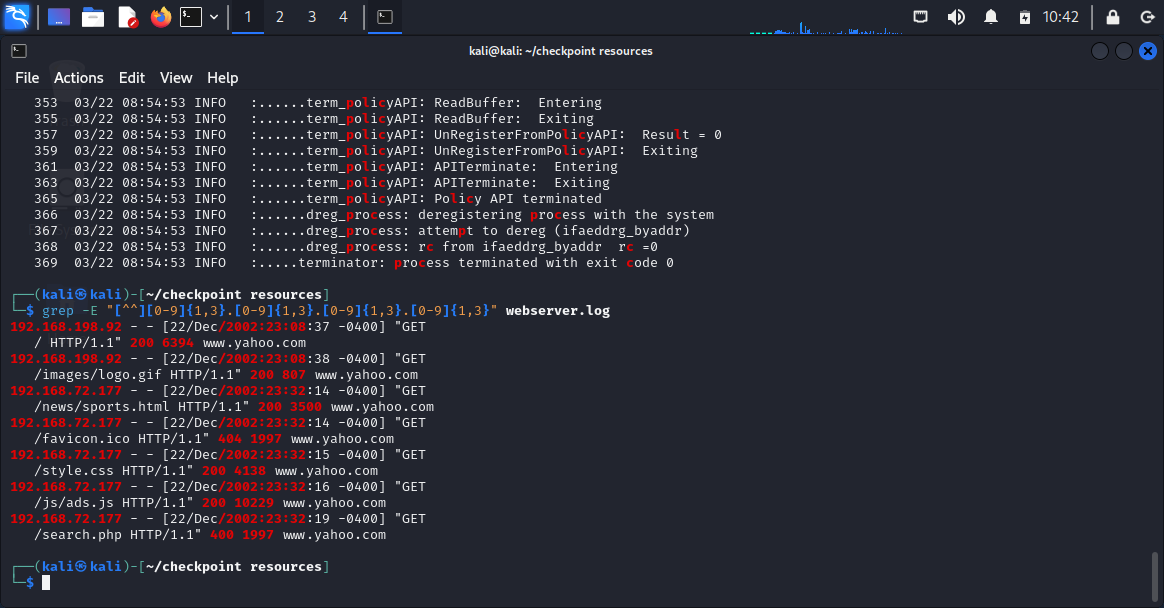 1 2 3 4 10:42
kali@kali: ~/checkpoint resources
File Actions Edit View Help
353 03/22 08:54:53 INFO :......term_policyAPI: ReadBuffer: Entering
355 03/22 08:54:53 INFO :......term_policyAPI: ReadBuffer: Exiting
357 03/22 08:54:53 INFO :......term_policyAPI: UnRegisterFromPolicyAPI: Result = 0
359 03/22 08:54:53 INFO :......term_policyAPI: UnRegisterFromPolicyAPI: Exiting
361 03/22 08:54:53 INFO :......term_policyAPI: APITerminate: Entering
363 03/22 08:54:53 INFO :......term_policyAPI: APITerminate: Exiting
365 03/22 08:54:53 INFO :......term_policyAPI: Policy API terminated
366 03/22 08:54:53 INFO :......dreg_process: deregistering process with the system
367 03/22 08:54:53 INFO :......dreg_process: attempt to dereg (ifaeddrg_byaddr)
368 03/22 08:54:53 INFO :......dreg_process: rc from ifaeddrg_byaddr rc =0
369 03/22 08:54:53 INFO :.....terminator: process terminated with exit code 0
┌──(kali㉿kali)-[~/checkpoint resources]
└─$ grep -E "[^^][0-9]{1,3}.[0-9]{1,3}.[0-9]{1,3}.[0-9]{1,3}" webserver.log
192.168.198.92 - - [22/Dec/2002:23:08:37 -0400] "GET
/ HTTP/1.1" 200 6394 www.yahoo.com
192.168.198.92 - - [22/Dec/2002:23:08:38 -0400] "GET
/images/logo.gif HTTP/1.1" 200 807 www.yahoo.com
192.168.72.177 - - [22/Dec/2002:23:32:14 -0400] "GET
/news/sports.html HTTP/1.1" 200 3500 www.yahoo.com
192.168.72.177 - - [22/Dec/2002:23:32:14 -0400] "GET
/favicon.ico HTTP/1.1" 404 1997 www.yahoo.com
192.168.72.177 - - [22/Dec/2002:23:32:15 -0400] "GET
/style.css HTTP/1.1" 200 4138 www.yahoo.com
192.168.72.177 - - [22/Dec/2002:23:32:16 -0400] "GET
/js/ads.js HTTP/1.1" 200 10229 www.yahoo.com
192.168.72.177 - - [22/Dec/2002:23:32:19 -0400] "GET
/search.php HTTP/1.1" 400 1997 www.yahoo.com
┌──(kali㉿kali)-[~/checkpoint resources]
└─$